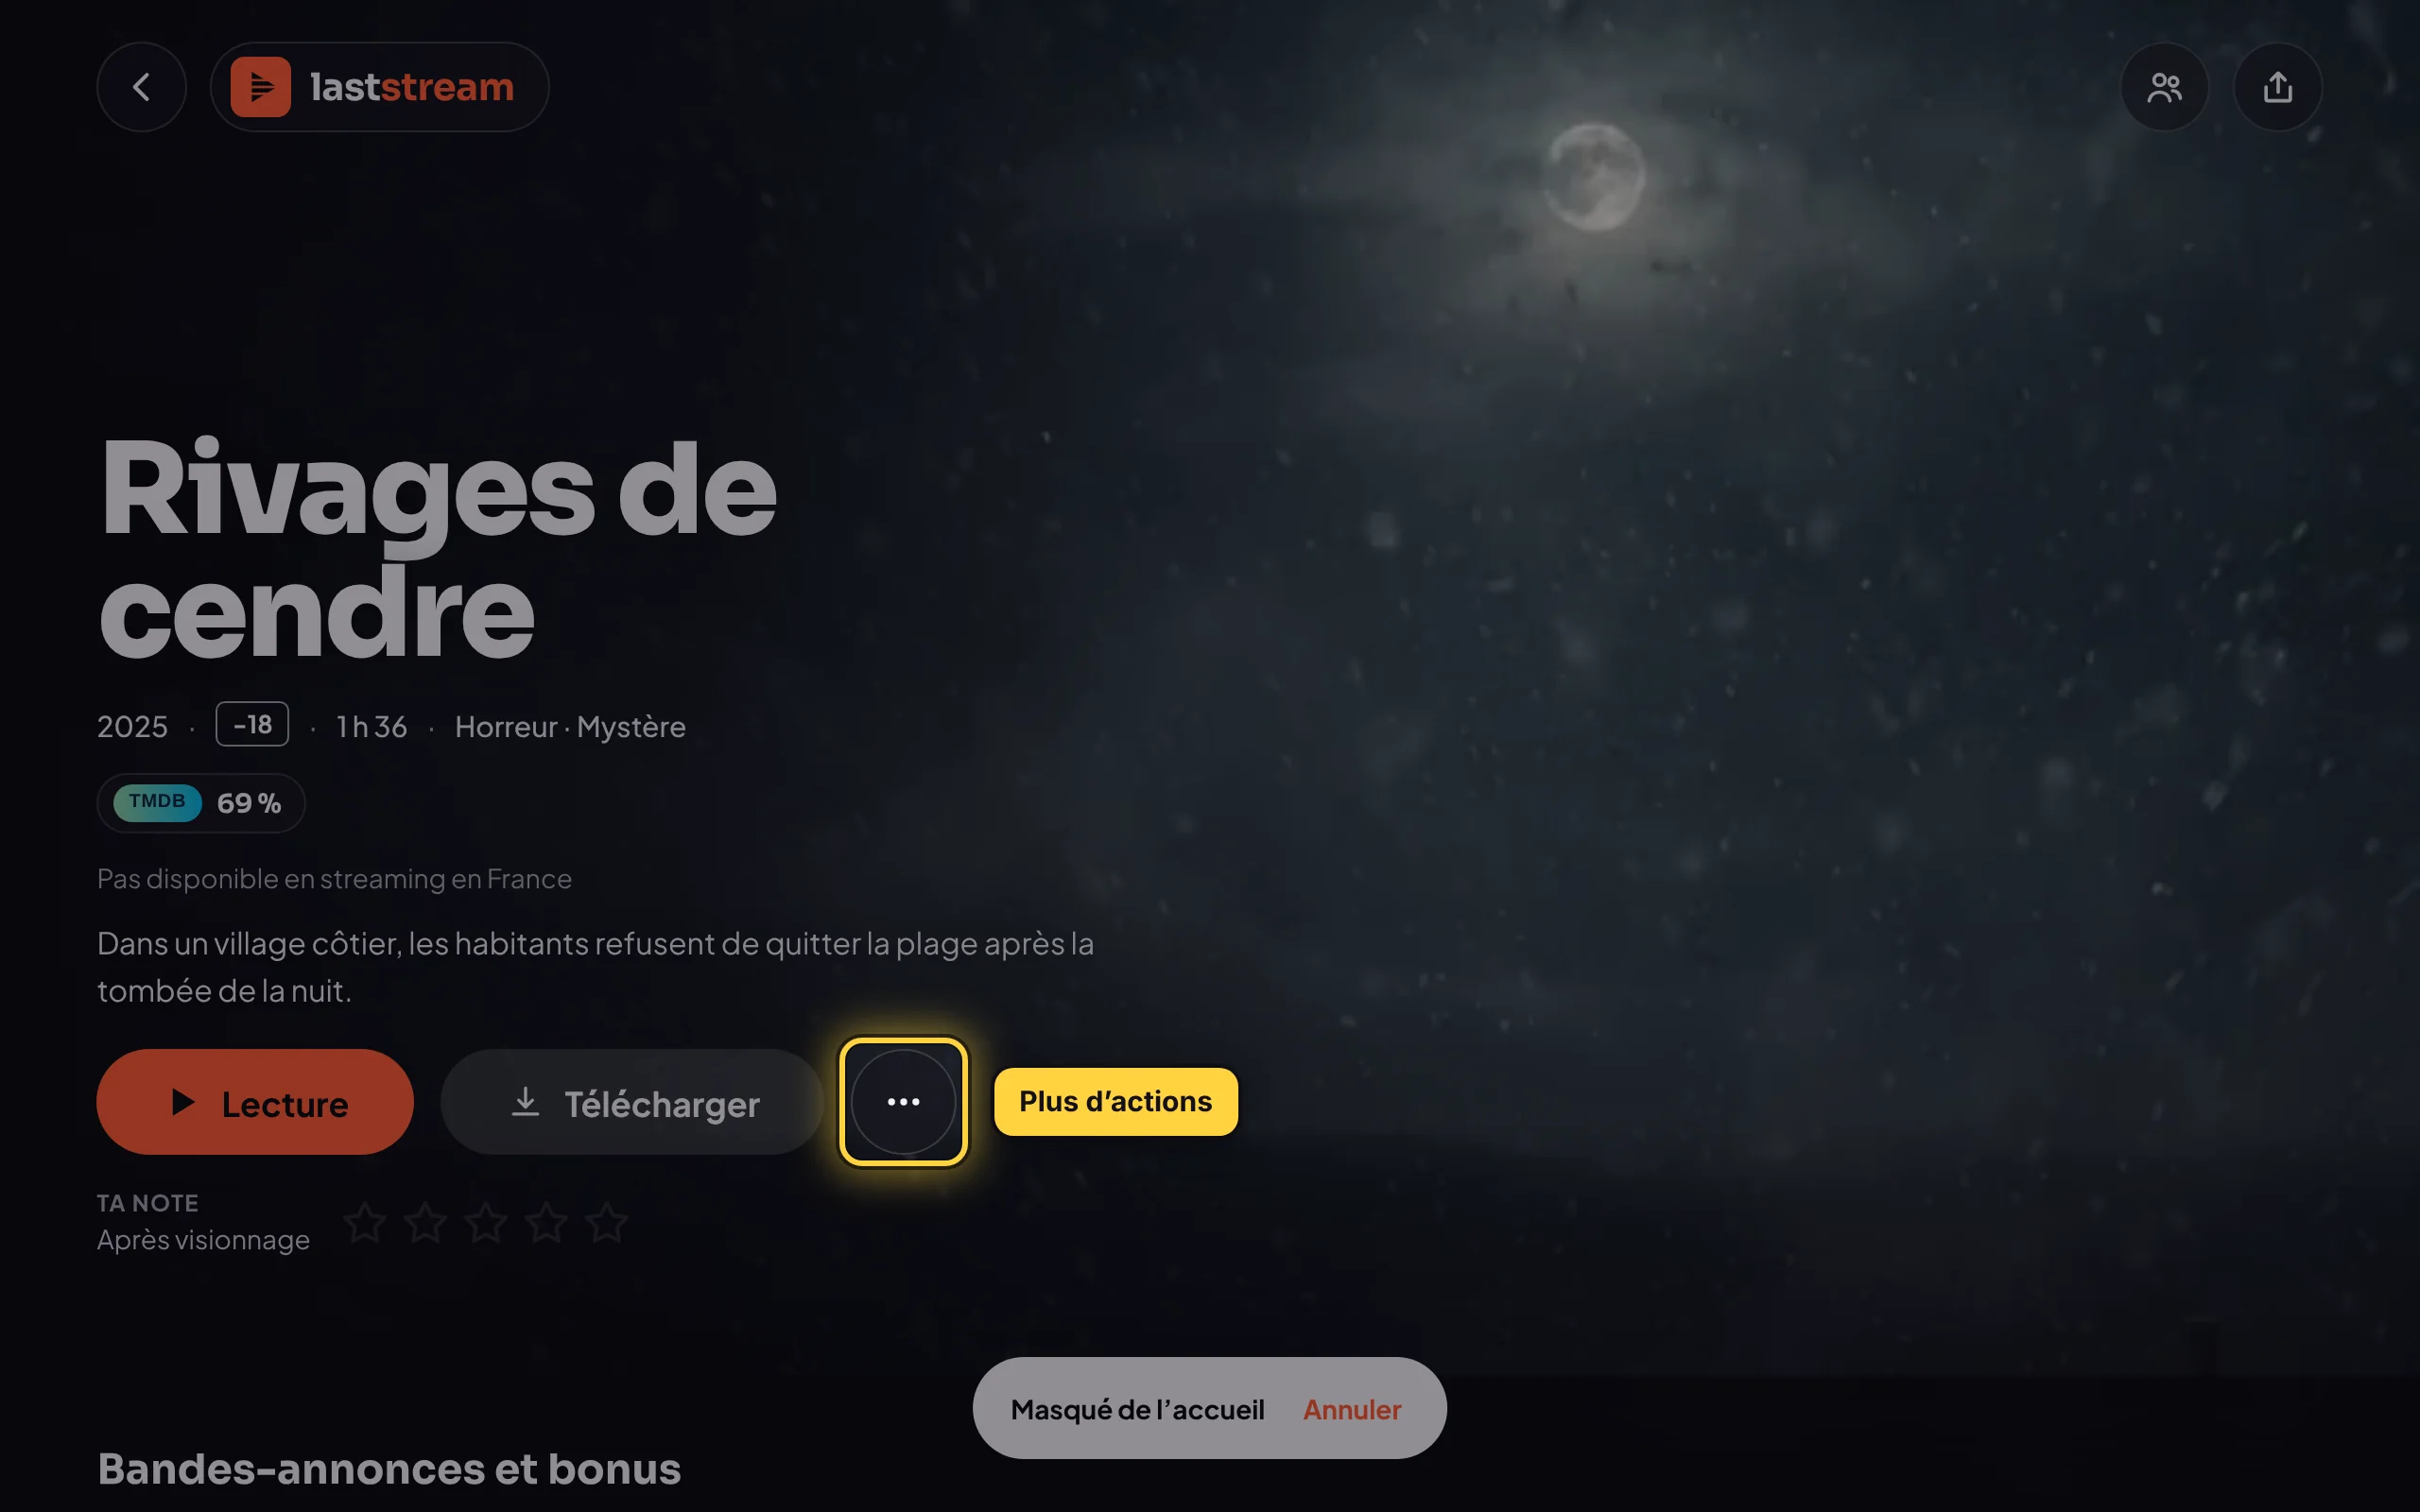 laststream
Rivages de
cendre
2025 · -18 · 1 h 36 · Horreur · Mystère
TMDB 69 %
Pas disponible en streaming en France
Dans un village côtier, les habitants refusent de quitter la plage après la
tombée de la nuit.
Lecture Télécharger Plus d’actions
TA NOTE
Après visionnage
Masqué de l’accueil Annuler
Bandes-annonces et bonus